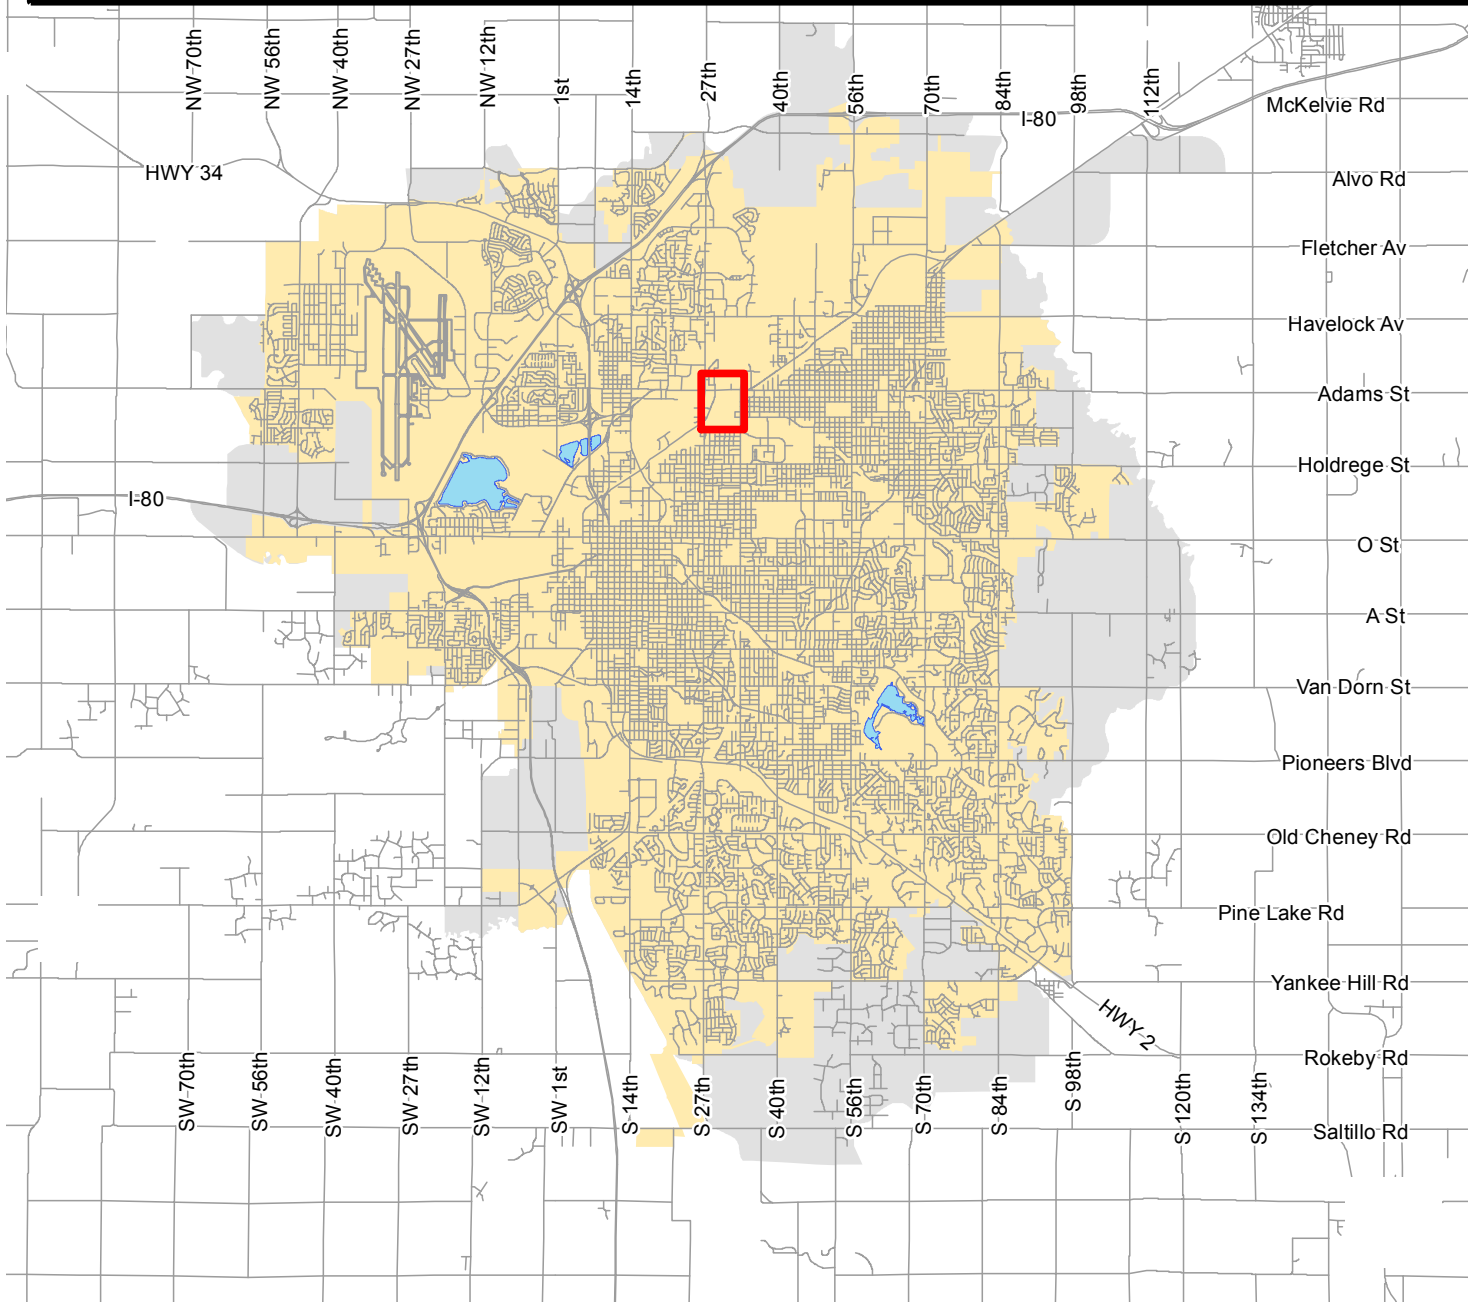 NW 70th
NW 56th
NW 40th
NW 27th
NW 12th
1st
14th
27th
40th
56th
70th
84th
98th
112th
I-80
McKelvie Rd
HWY 34
Alvo Rd
Fletcher Av
Havelock Av
Adams St
Holdrege St
I-80
O St
A St
Van Dorn St
Pioneers Blvd
Old Cheney Rd
Pine Lake Rd
Yankee Hill Rd
HWY 2
Rokeby Rd
SW 70th
SW 56th
SW 40th
SW 27th
SW 12th
SW 1st
S 14th
S 27th
S 40th
S 56th
S 70th
S 84th
S 98th
S 120th
S 134th
Saltillo Rd